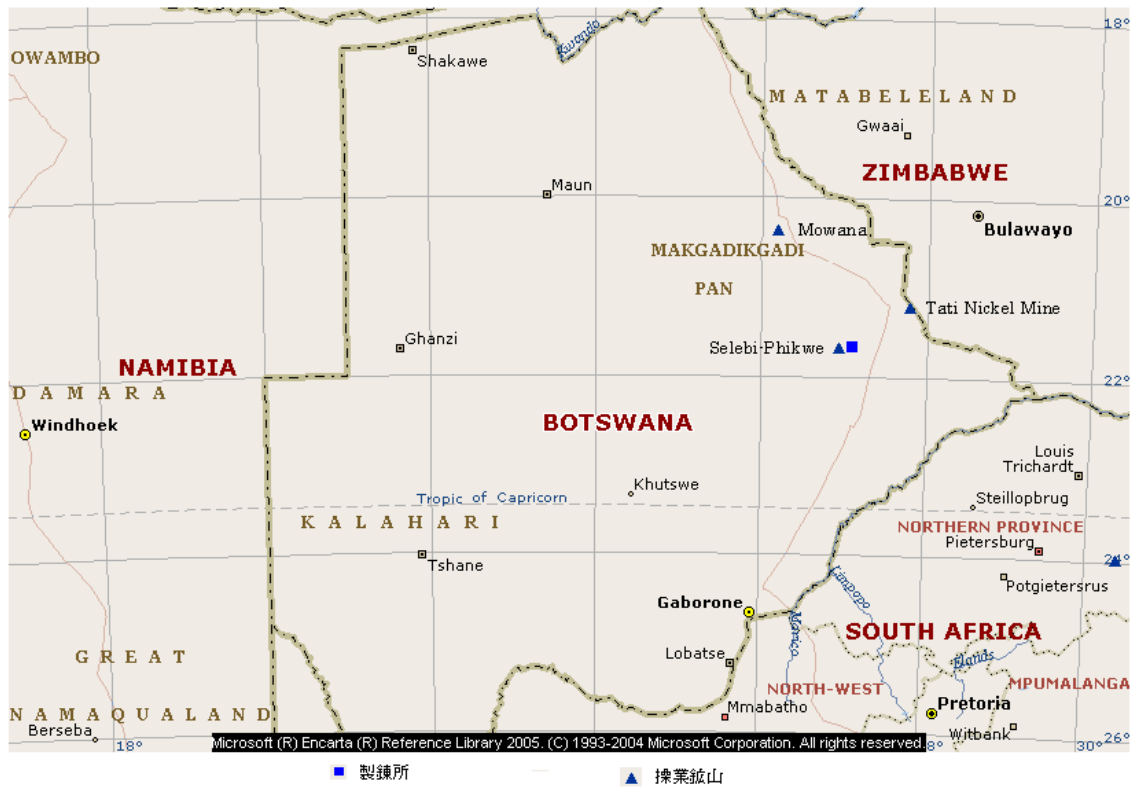 18°
Kwando
OWAMBO
Shakawe
MATABELELAND
Gwaai
ZIMBABWE
Maun
20°
Mowana
Bulawayo
MAKGADIKGADI
PAN
Tati Nickel Mine
Ghanzi
Selebi-Phikwe
NAMIBIA
22°
DAMARA
BOTSWANA
Windhoek
Louis
Trichardt
Khutswe
Tropic of Capricorn
Steillopbrug
KALAHARI
NORTHERN PROVINCE
Pietersburg
Tshane
24°
Limpopo
Potgietersrus
Gaborone
Marico
SOUTH AFRICA
GREAT
Lobatse
Elands
NORTH-WEST
MPUMALANGA
NAMAQUALAND
Mmabatho
Pretoria
Berseba
Witbank
18°
Microsoft (R) Encarta (R) Reference Library 2005. (C) 1993-2004 Microsoft Corporation. All rights reserved.
8°
30°
26°
製錬所
操業鉱山